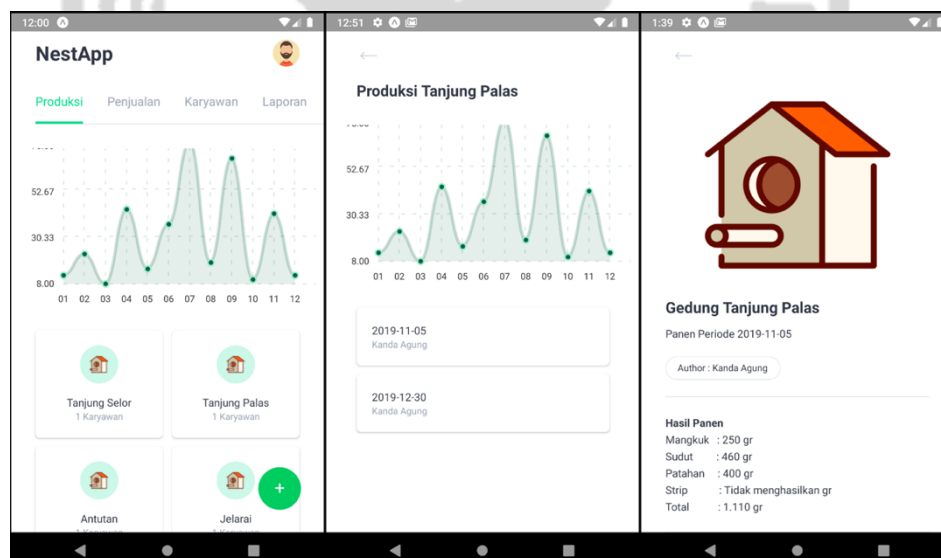 12:00
NestApp
Produksi Penjualan Karyawan Laporan
52.67
30.33
8.00
01 02 03 04 05 06 07 08 09 10 11 12
Tanjung Selor
1 Karyawan
Tanjung Palas
1 Karyawan
Antutan
Jelarai
+
12:51
Produksi Tanjung Palas
52.67
30.33
8.00
01 02 03 04 05 06 07 08 09 10 11 12
2019-11-05
Kanda Agung
2019-12-30
Kanda Agung
1:39
Gedung Tanjung Palas
Panen Periode 2019-11-05
Author : Kanda Agung
Hasil Panen
Mangkuk : 250 gr
Sudut : 460 gr
Patahan : 400 gr
Strip : Tidak menghasilkan gr
Total : 1.110 gr